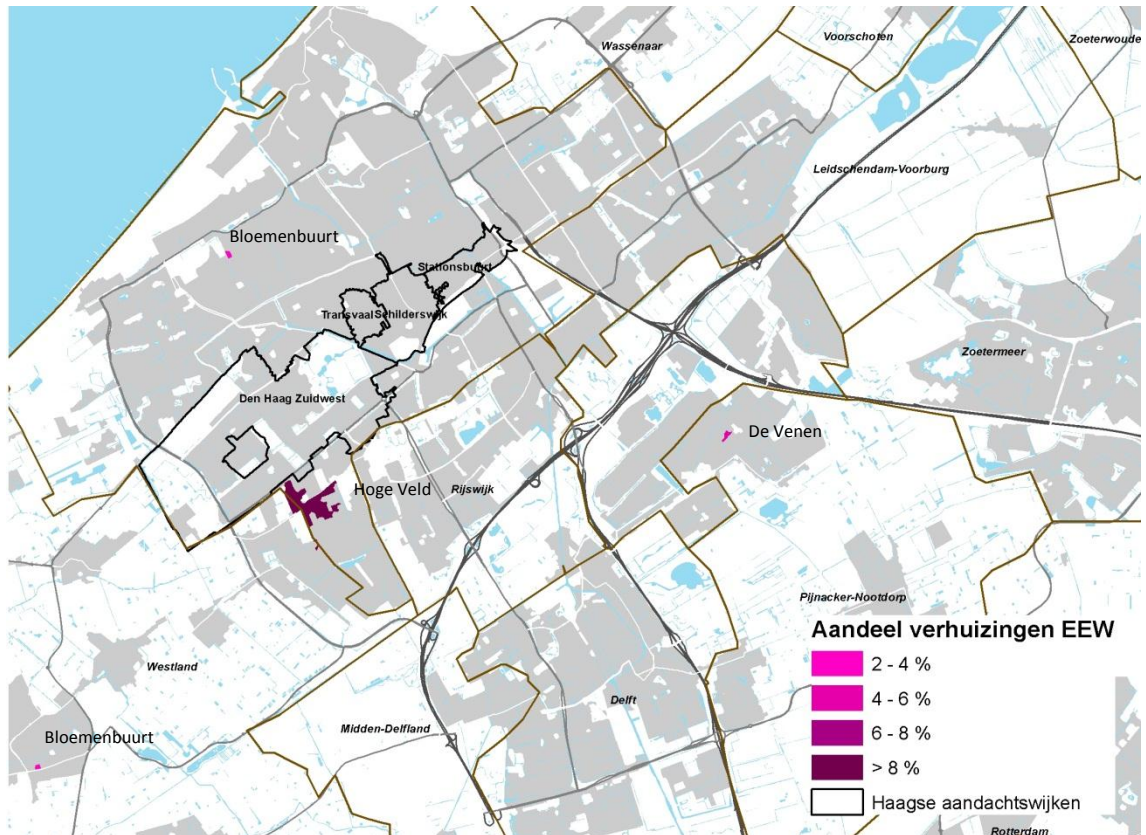 Wassenaar
Voorschoten
Zoeterwoude
Leidschendam-Voorburg
Bloemenbuurt
Stationsbuurt
Transvaal
Schilderswijk
Zoetermeer
Den Haag Zuidwest
De Venen
Hoge Veld
Rijswijk
Pijnacker-Nootdorp
Westland
Delft
Midden-Delfland
Bloemenbuurt
Aandeel verhuizingen EEW
2 - 4 %
4 - 6 %
6 - 8 %
> 8 %
Haagse aandachtswijken
Rotterdam